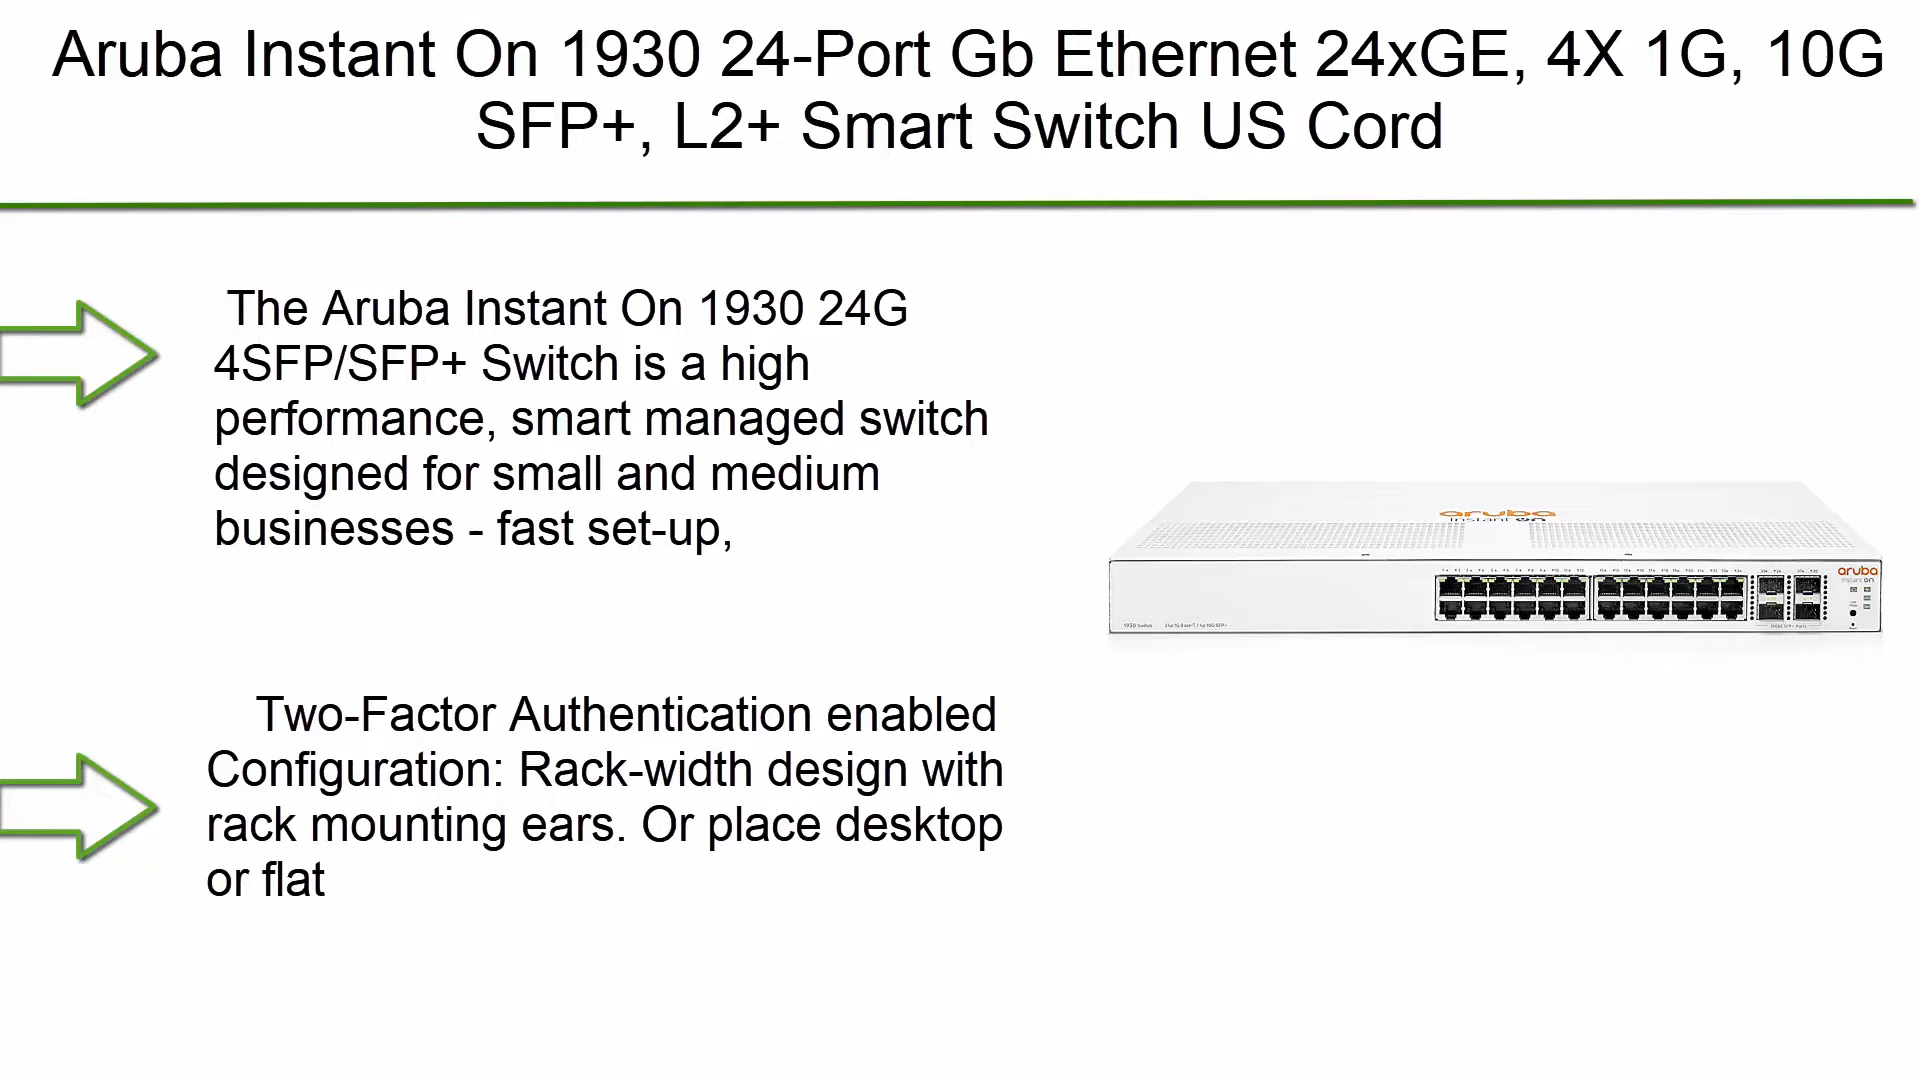 Aruba Instant On 1930 24-Port Gb Ethernet 24xGE, 4X 1G, 10G
SFP+, L2+ Smart Switch US Cord
The Aruba Instant On 1930 24G
4SFP/SFP+ Switch is a high
performance, smart managed switch
designed for small and medium
businesses - fast set-up,
aruba
Instant On
aruba
Instant On
1930 Switch
Two-Factor Authentication enabled
Configuration: Rack-width design with
rack mounting ears. Or place desktop
or flat